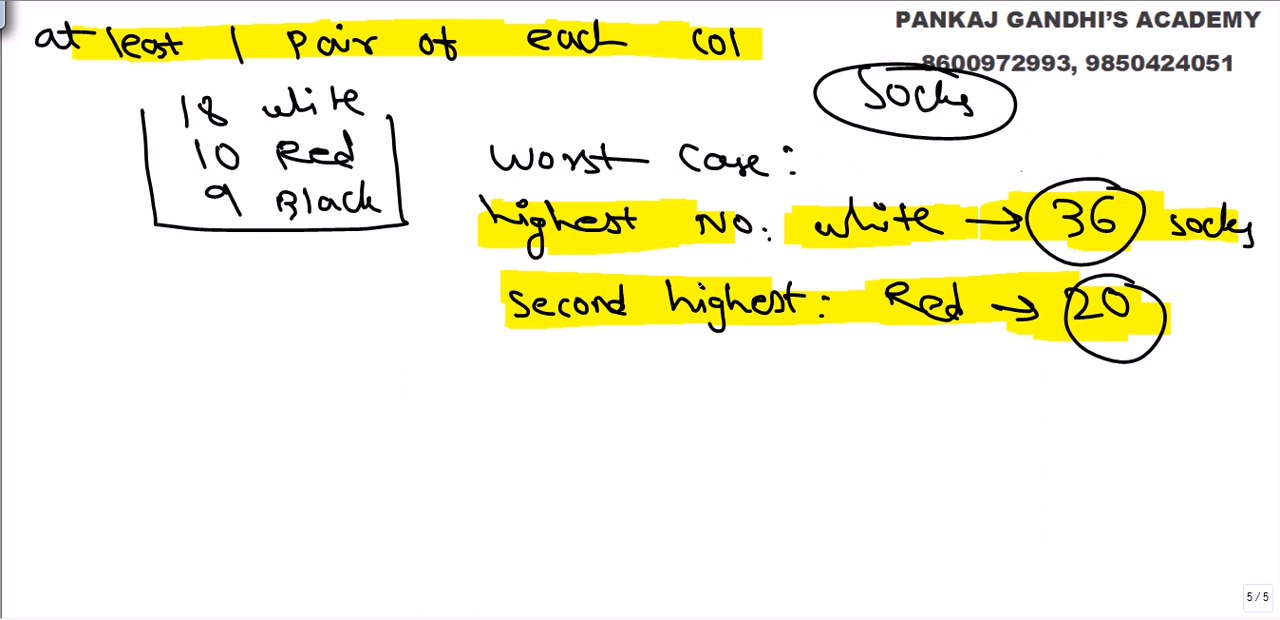 at least 1 pair of each col
PANKAJ GANDHI'S ACADEMY
8600972993, 9850424051
Socks
18 white
10 Red
9 Black
worst case:
highest No: white → 36 socks
second highest: Red → 20
5 / 5